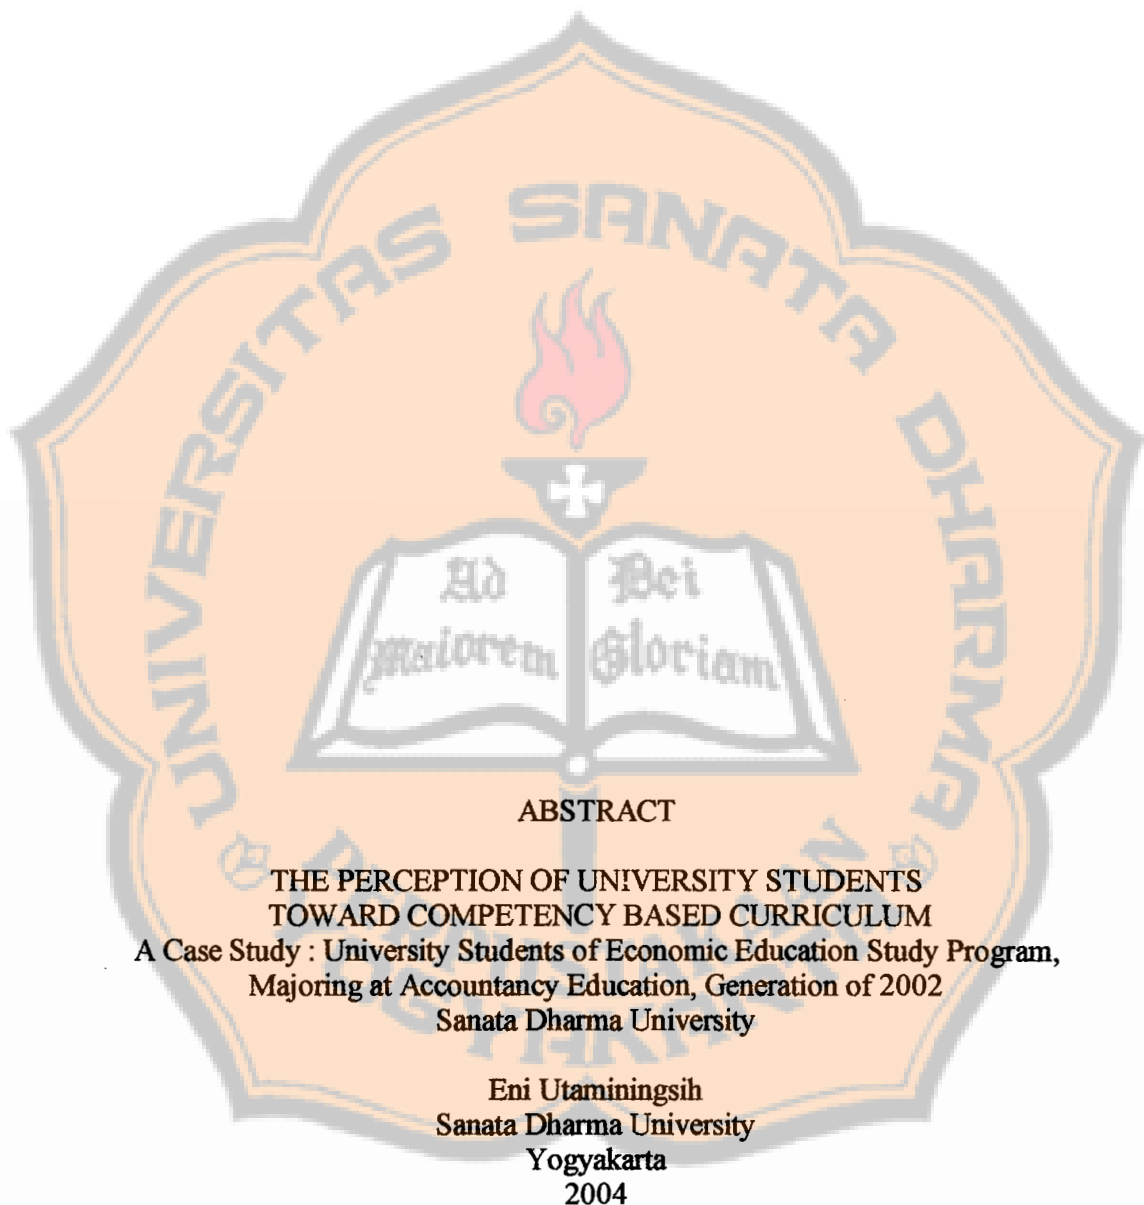 UNIVERSITAS SANATA DHARMA
Ad Dei
Maiorem Gloriam
ABSTRACT
THE PERCEPTION OF UNIVERSITY STUDENTS
TOWARD COMPETENCY BASED CURRICULUM
A Case Study : University Students of Economic Education Study Program,
Majoring at Accountancy Education, Generation of 2002
Sanata Dharma University
Eni Utaminingsih
Sanata Dharma University
Yogyakarta
2004
PERPUSTAKAAN
YOGYAKARTA